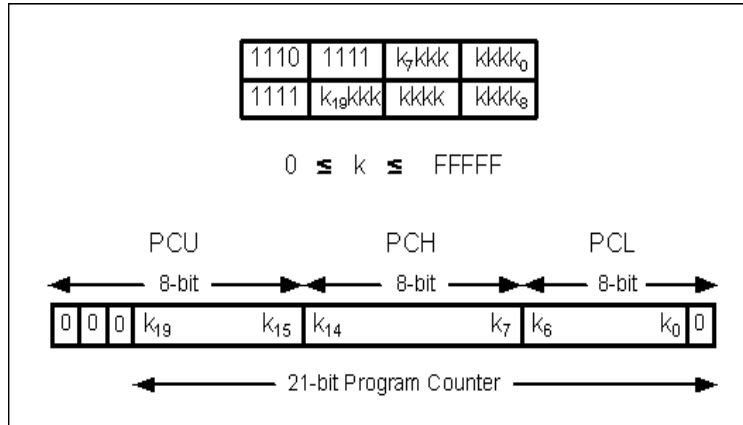 1110 1111 k₇kkk kkkk₀
1111 k₁₉kkk kkkk kkkk₈
0 ≤ k ≤ FFFFF
PCU PCH PCL
8-bit 8-bit 8-bit
0 0 0 k₁₉ k₁₅ k₁₄ k₇ k₆ k₀ 0
21-bit Program Counter